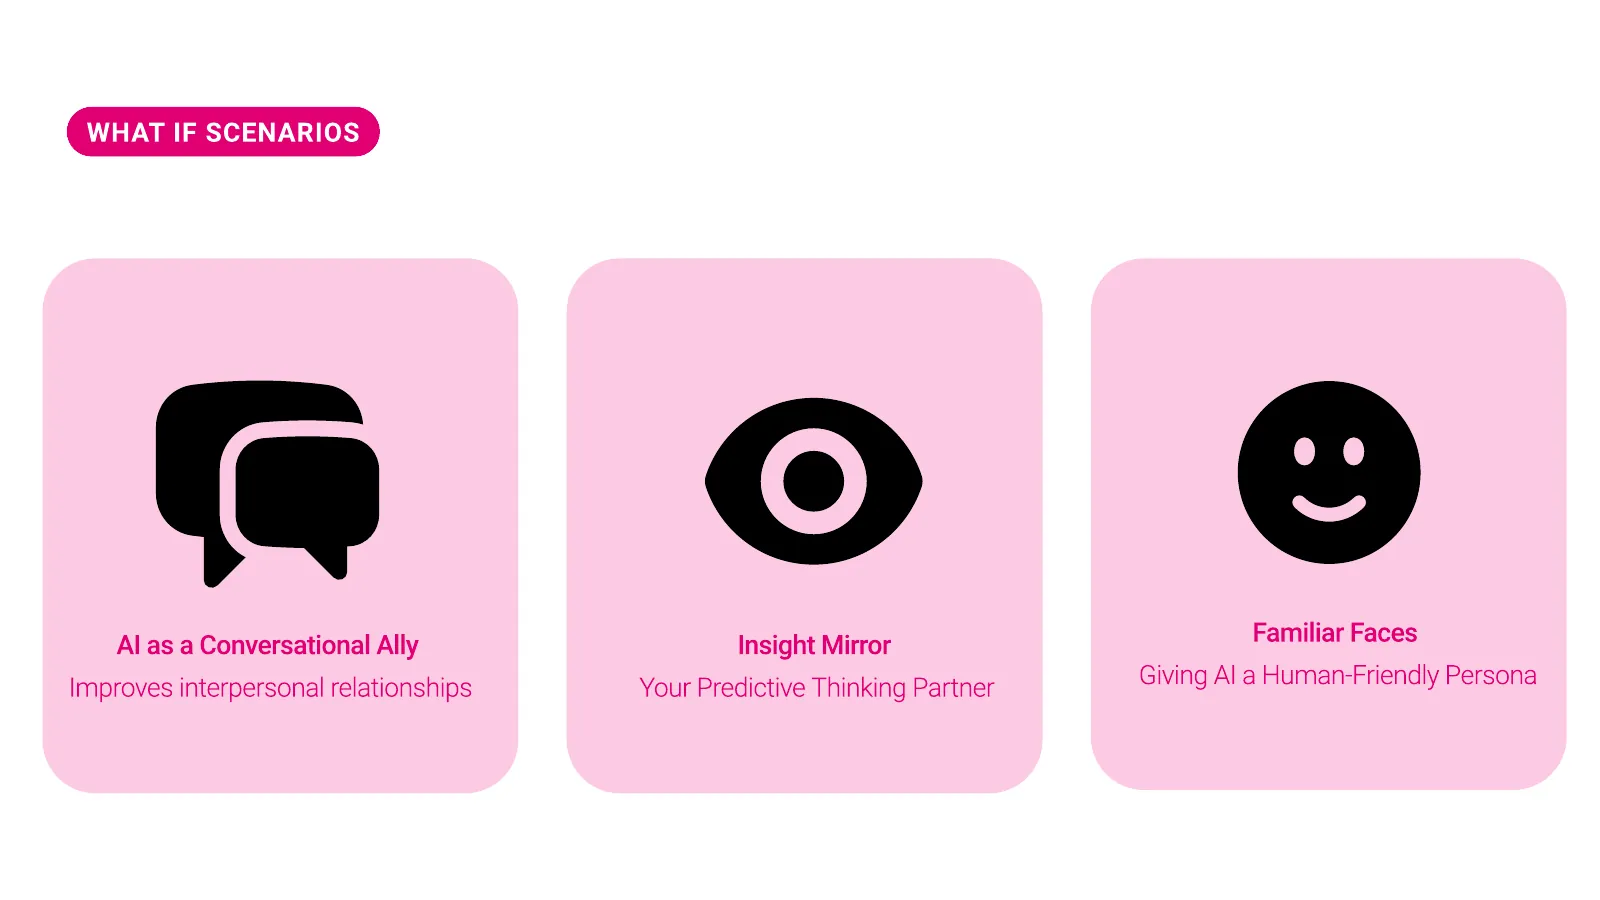 WHAT IF SCENARIOS
AI as a Conversational Ally
Improves interpersonal relationships
Insight Mirror
Your Predictive Thinking Partner
Familiar Faces
Giving AI a Human-Friendly Persona